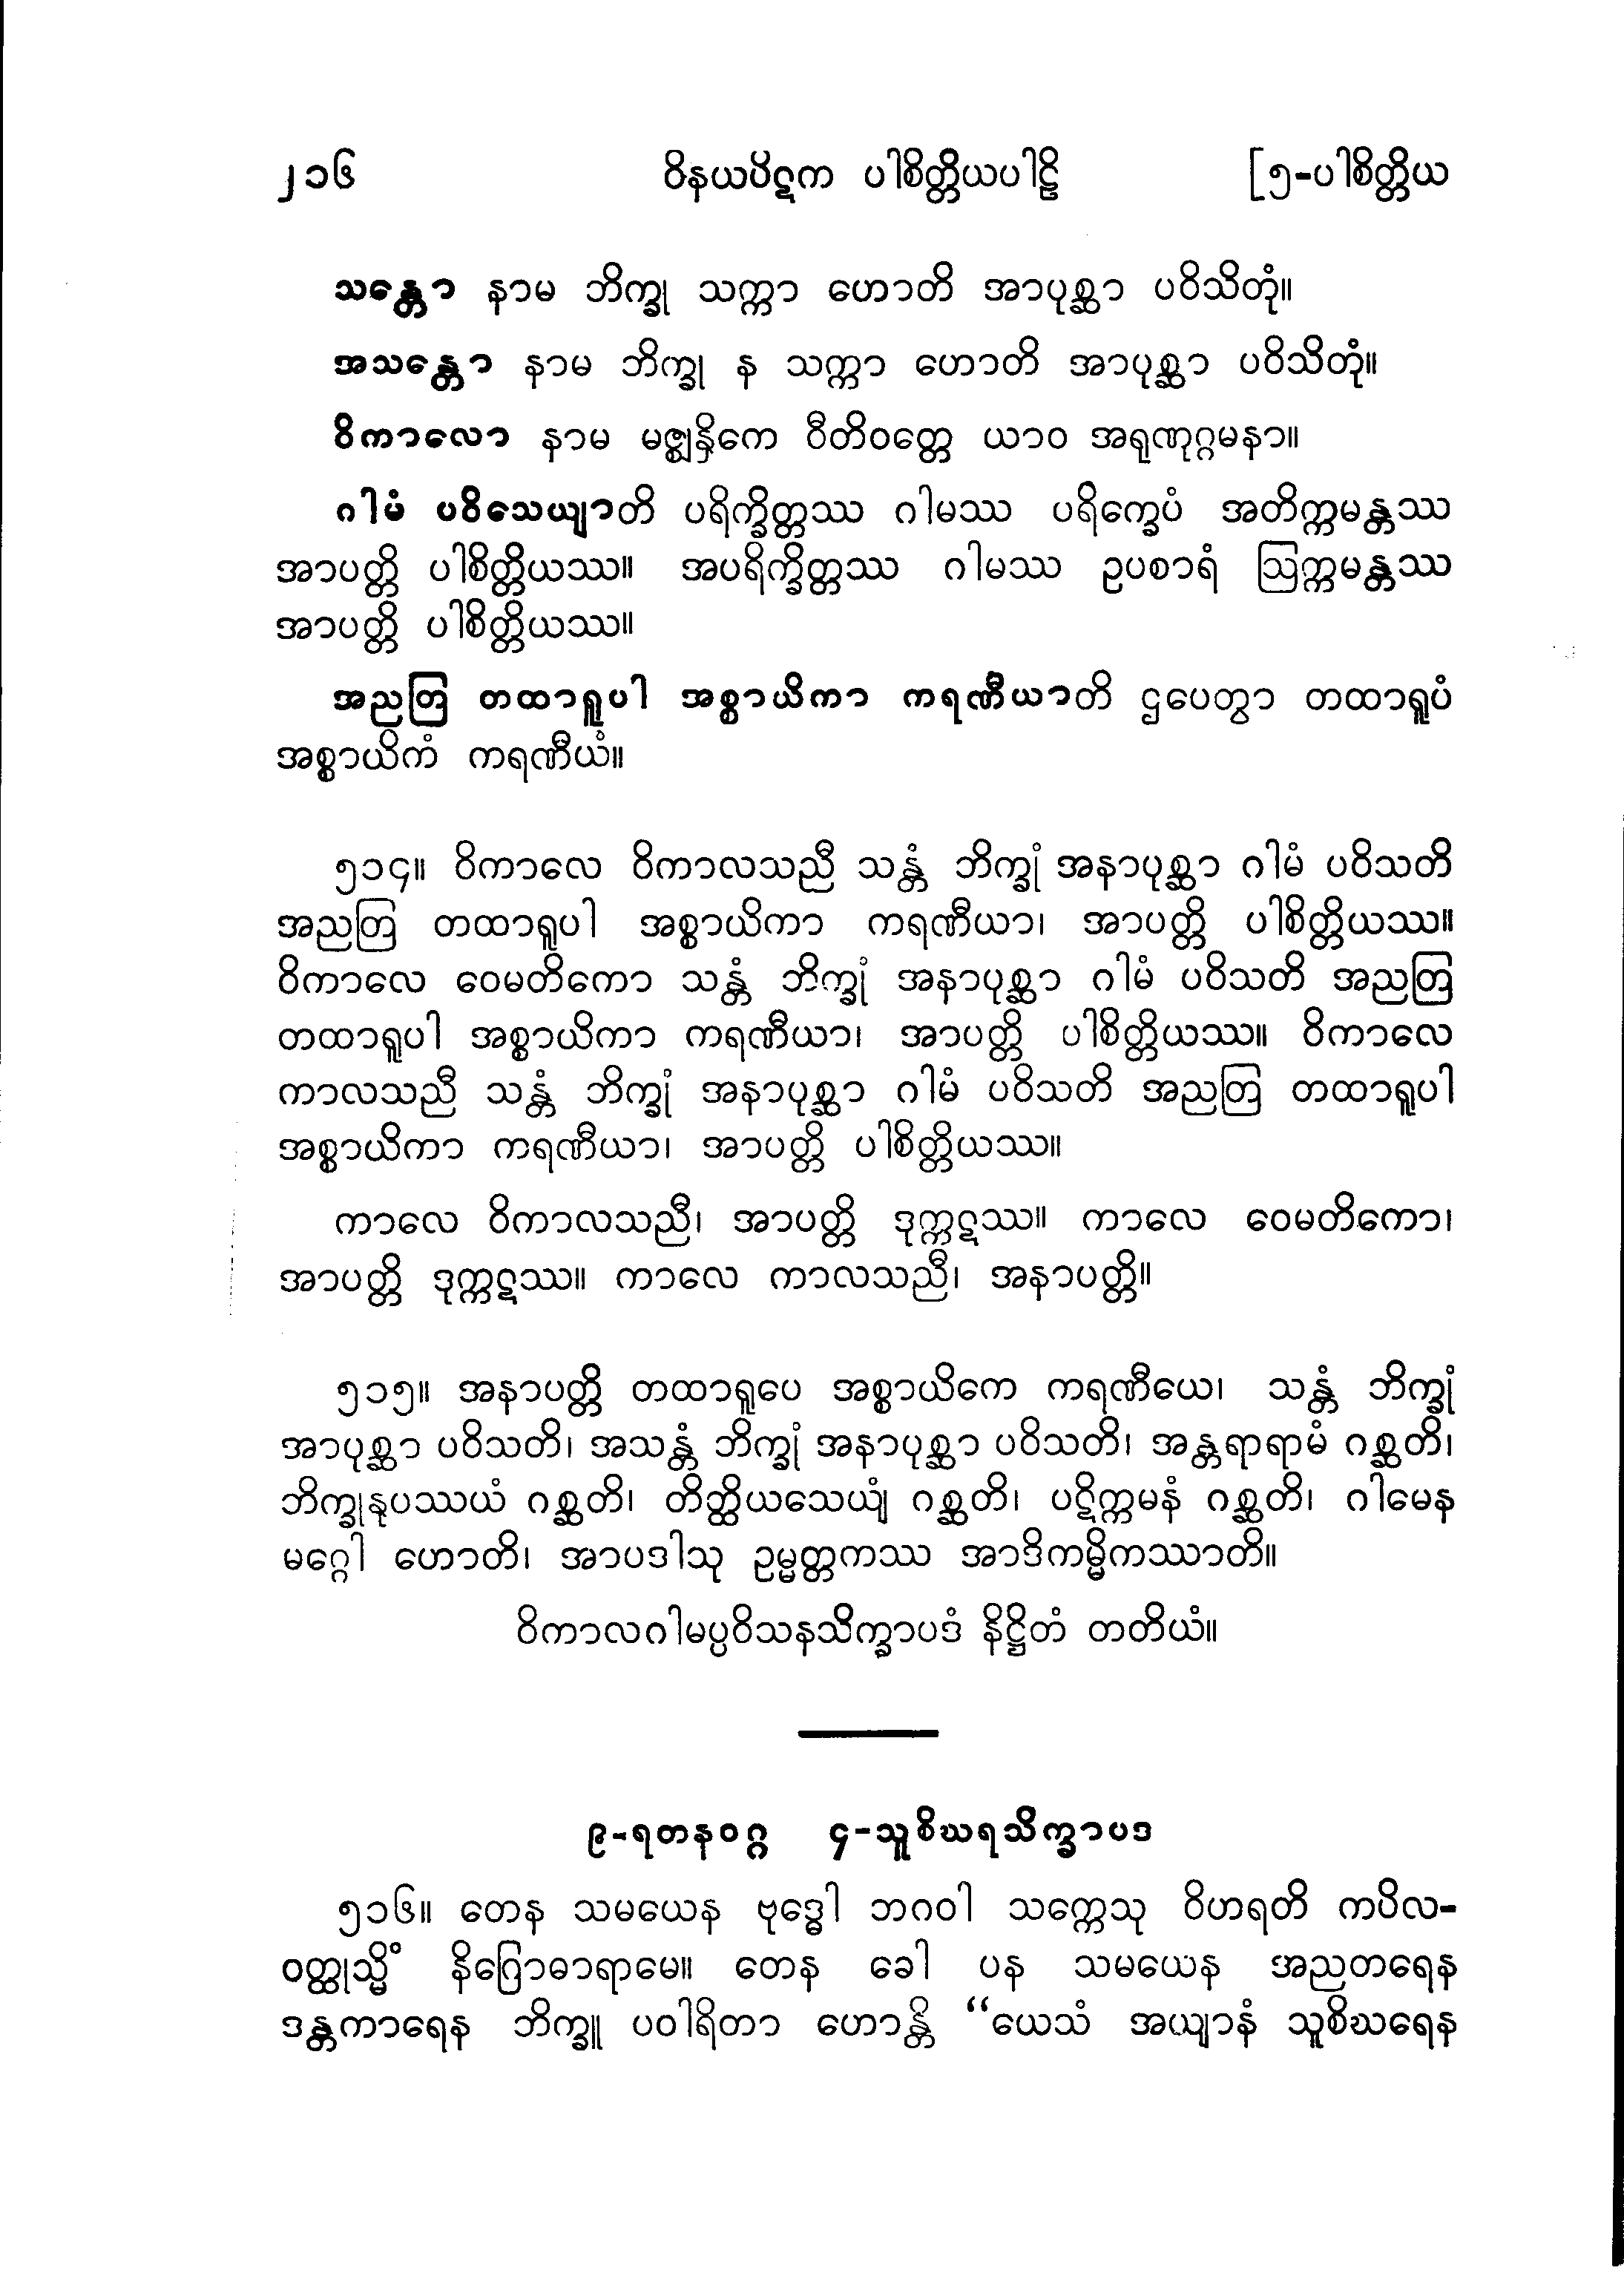 ၂၁၆ ဝိနယပိဋက ပါစိတ္တိယပါဠိ [၅-ပါစိတ္တိယ
သန္တော နာမ ဘိက္ခု သက္ကာ ဟောတိ အာပုစ္ဆာ ပဝိသိတုံ။
အသန္တော နာမ ဘိက္ခု န သက္ကာ ဟောတိ အာပုစ္ဆာ ပဝိသိတုံ။
ဝိကာလော နာမ မဇ္ဈန္ဟိကေ ဝီတိဝတ္တေ ယာဝ အရုဏုဂ္ဂမနာ။
ဂါမံ ပဝိသေယျာတိ ပရိက္ခိတ္တဿ ဂါမဿ ပရိက္ခေပံ အတိက္ကမန္တဿ
အာပတ္တိ ပါစိတ္တိယဿ။ အပရိက္ခိတ္တဿ ဂါမဿ ဥပစာရံ ဩက္ကမန္တဿ
အာပတ္တိ ပါစိတ္တိယဿ။
အညတြ တထာရူပါ အစ္စာယိကာ ကရဏီယာတိ ဌပေတွာ တထာရူပံ
အစ္စာယိကံ ကရဏီယံ။
၅၁၄။ ဝိကာလေ ဝိကာလသညီ သန္တံ ဘိက္ခုံ အနာပုစ္ဆာ ဂါမံ ပဝိသတိ
အညတြ တထာရူပါ အစ္စာယိကာ ကရဏီယာ၊ အာပတ္တိ ပါစိတ္တိယဿ။
ဝိကာလေ ဝေမတိကော သန္တံ ဘိက္ခုံ အနာပုစ္ဆာ ဂါမံ ပဝိသတိ အညတြ
တထာရူပါ အစ္စာယိကာ ကရဏီယာ၊ အာပတ္တိ ပါစိတ္တိယဿ။ ဝိကာလေ
ကာလသညီ သန္တံ ဘိက္ခုံ အနာပုစ္ဆာ ဂါမံ ပဝိသတိ အညတြ တထာရူပါ
အစ္စာယိကာ ကရဏီယာ၊ အာပတ္တိ ပါစိတ္တိယဿ။
ကာလေ ဝိကာလသညီ၊ အာပတ္တိ ဒုက္ကဋဿ။ ကာလေ ဝေမတိကော၊
အာပတ္တိ ဒုက္ကဋဿ။ ကာလေ ကာလသညီ၊ အနာပတ္တိ။
၅၁၅။ အနာပတ္တိ တထာရူပေ အစ္စာယိကေ ကရဏီယေ၊ သန္တံ ဘိက္ခုံ
အာပုစ္ဆာ ပဝိသတိ၊ အသန္တံ ဘိက္ခုံ အနာပုစ္ဆာ ပဝိသတိ၊ အန္တရာရာမံ ဂစ္ဆတိ၊
ဘိက္ခုနုပဿယံ ဂစ္ဆတိ၊ တိတ္ထိယသေယျံ ဂစ္ဆတိ၊ ပဋိက္ကမနံ ဂစ္ဆတိ၊ ဂါမေန
မဂ္ဂေါ ဟောတိ၊ အာပဒါသု ဥမ္မတ္တကဿ အာဒိကမ္မိကဿာတိ။
ဝိကာလဂါမပ္ပဝိသနသိက္ခာပဒံ နိဋ္ဌိတံ တတိယံ။
၉-ရတနဝဂ္ဂ ၄-သူစိဃရသိက္ခာပဒ
၅၁၆။ တေန သမယေန ဗုဒ္ဓေါ ဘဂဝါ သက္ကေသု ဝိဟရတိ ကပိလ-
ဝတ္ထုသ္မိံ နိဂြောဓာရာမေ။ တေန ခေါ ပန သမယေန အညတရေန
ဒန္တကာရေန ဘိက္ခူ ပဝါရိတာ ဟောန္တိ “ယေသံ အယျာနံ သူစိဃရေန